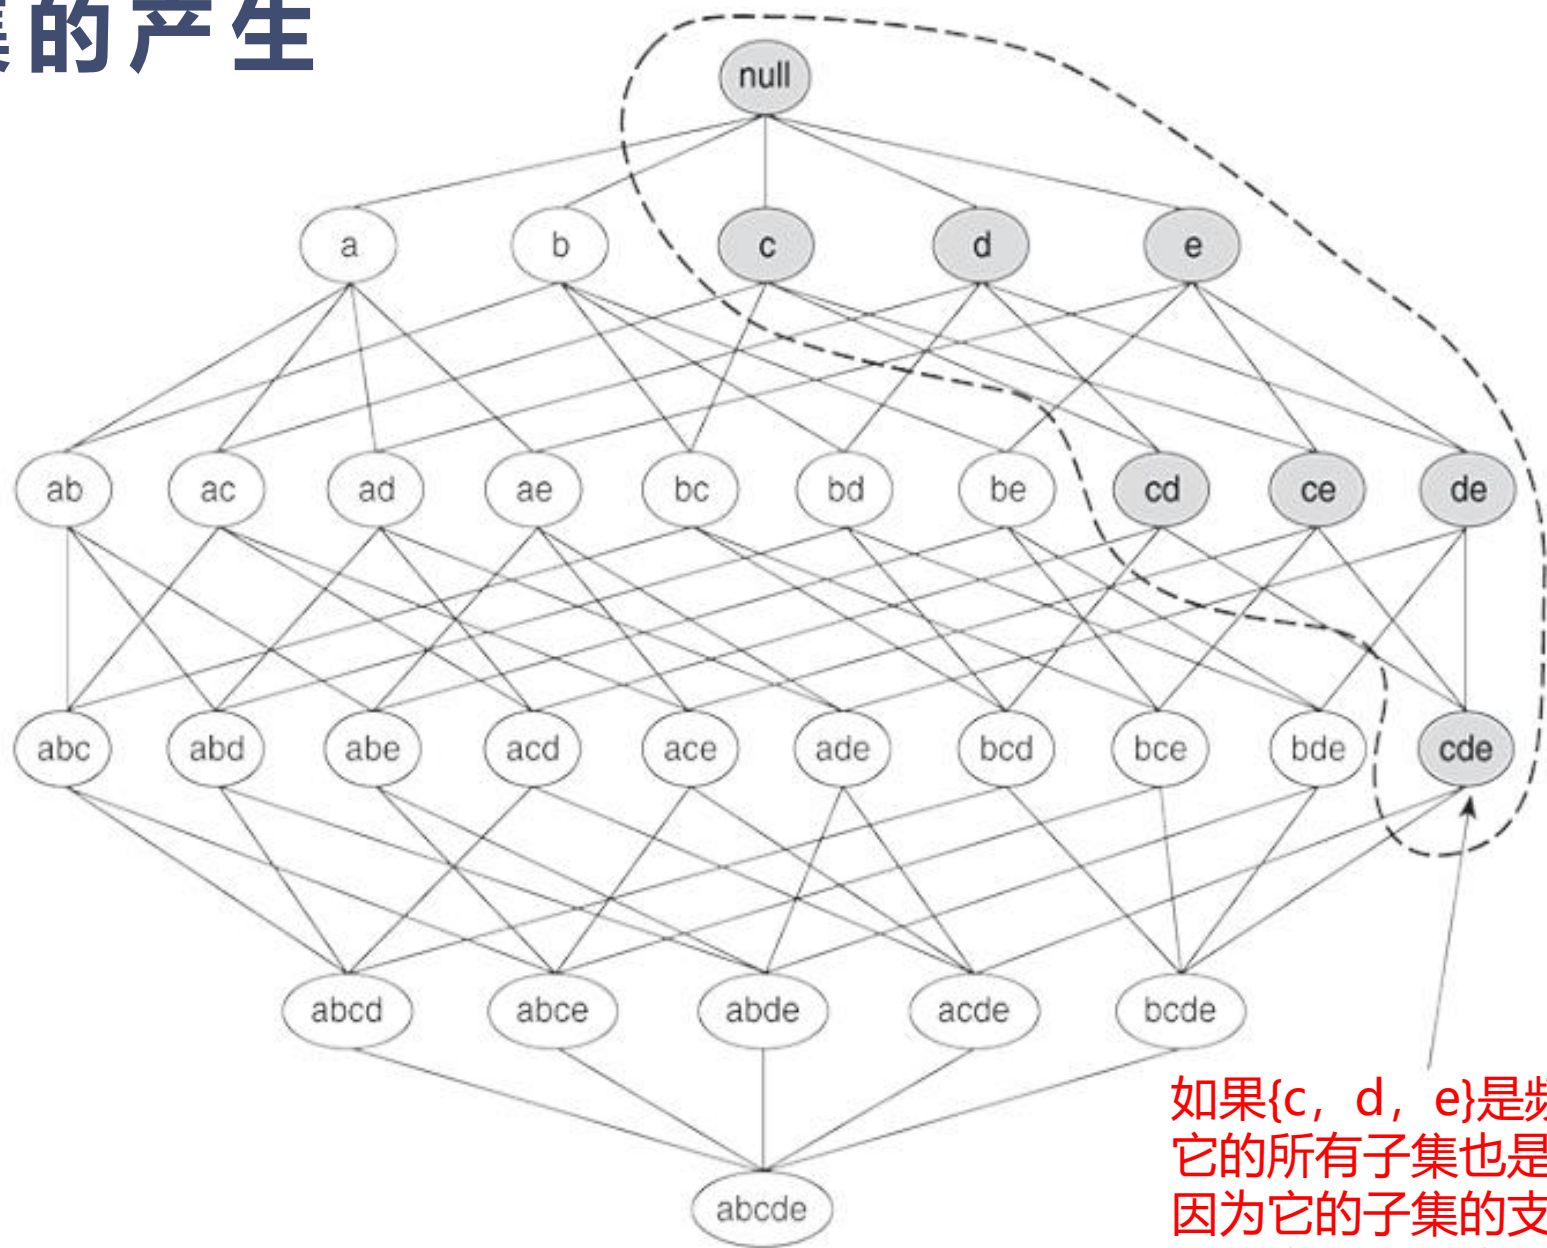 的产生
null
a b c d e
ab ac ad ae bc bd be cd ce de
abc abd abe acd ace ade bcd bce bde cde
abcd abce abde acde bcde
如果{c，d，e}是
它的所有子集也是
因为它的子集的支
abcde